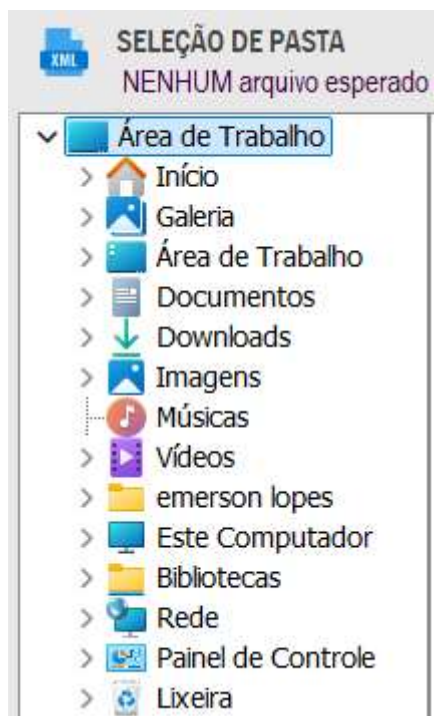 XML
SELEÇÃO DE PASTA
NENHUM arquivo esperado
Área de Trabalho
Início
Galeria
Área de Trabalho
Documentos
Downloads
Imagens
Músicas
Vídeos
emerson lopes
Este Computador
Bibliotecas
Rede
Painel de Controle
Lixeira